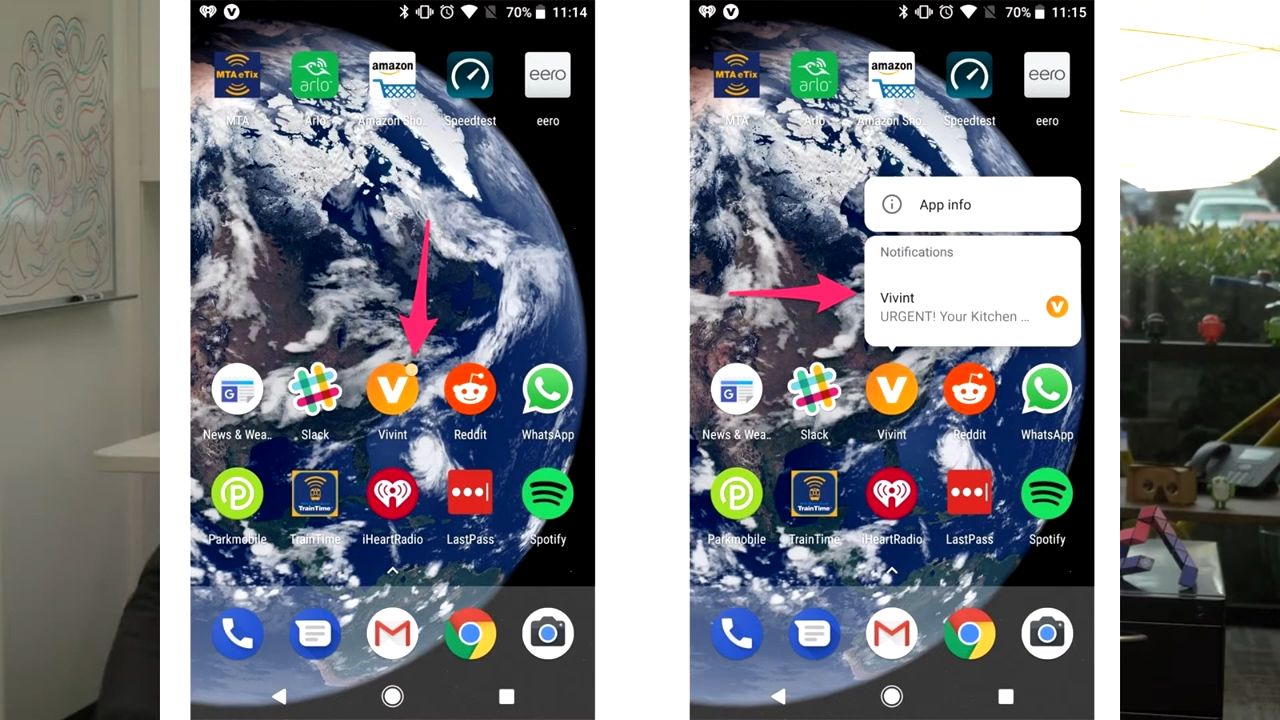 70% 11:14
MTA eTix
arlo
amazon
eero
MTA
Arlo
Amazon Sho..
Speedtest
eero
News & Wea..
Slack
Vivint
Reddit
WhatsApp
TrainTime
Parkmobile
TrainTime
iHeartRadio
LastPass
Spotify
70% 11:15
MTA eTix
arlo
amazon
eero
MTA
Arlo
Amazon Sho..
Speedtest
eero
App info
Notifications
Vivint
URGENT! Your Kitchen ...
News & Wea..
Slack
Vivint
Reddit
WhatsApp
TrainTime
Parkmobile
TrainTime
iHeartRadio
LastPass
Spotify